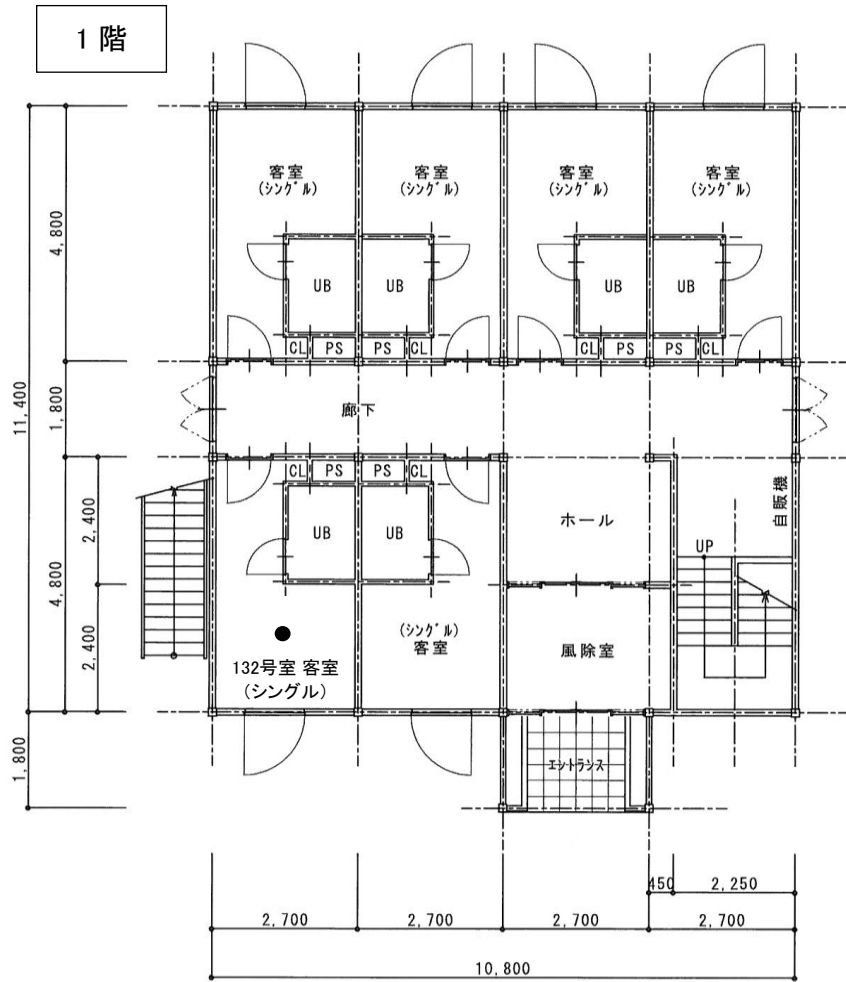 1 階
客室
(ｼﾝｸﾞﾙ)
客室
(ｼﾝｸﾞﾙ)
客室
(ｼﾝｸﾞﾙ)
客室
(ｼﾝｸﾞﾙ)
4,800
UB
UB
UB
UB
CL
PS
PS
CL
CL
PS
PS
CL
11,400
1,800
廊下
CL
PS
PS
CL
自販機
2,400
UB
UB
ホール
UP
4,800
2,400
(ｼﾝｸﾞﾙ)
客室
風除室
132号室 客室
(シングル)
1,800
ｴﾝﾄﾗﾝｽ
450
2,250
2,700
2,700
2,700
2,700
10,800